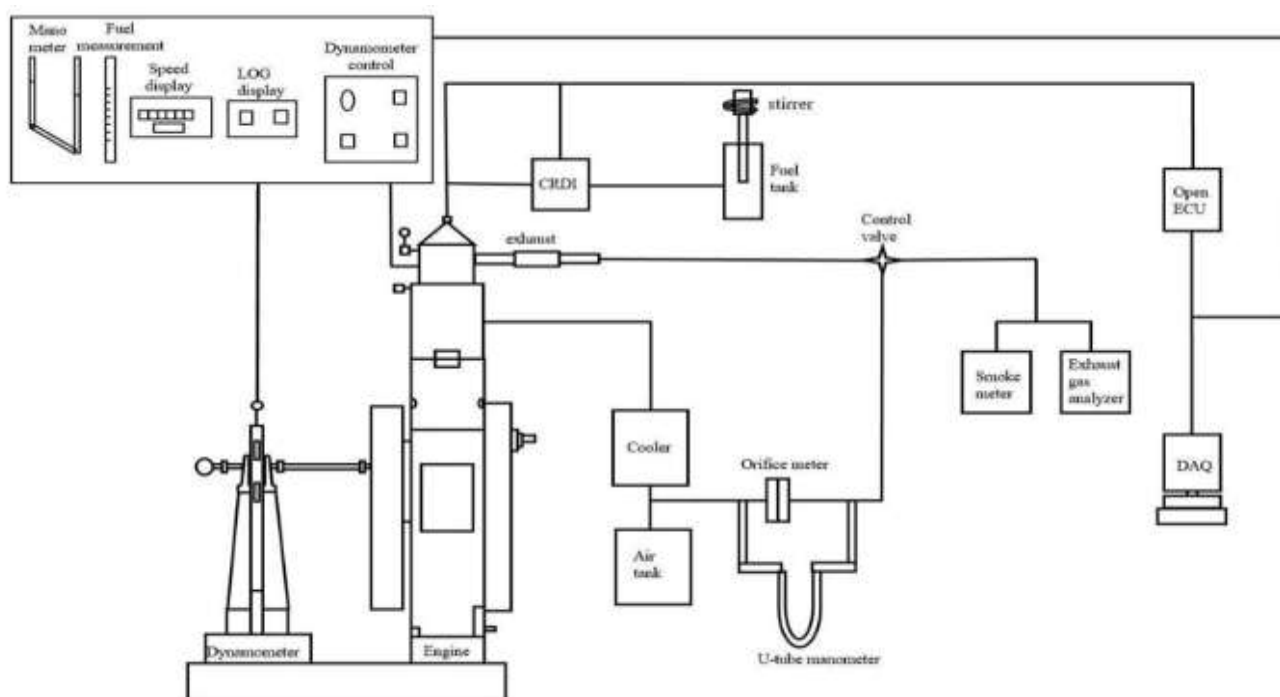 Mano
meter
Fuel
measurement
Speed
display
LOG
display
Dynamometer
control
stirrer
CRDI
Fuel
tank
Open
ECU
Control
valve
exhaust
Smoke
meter
Exhaust
gas
analyzer
Cooler
Orifice meter
DAQ
Air
tank
U-tube manometer
Dynamometer
Engine